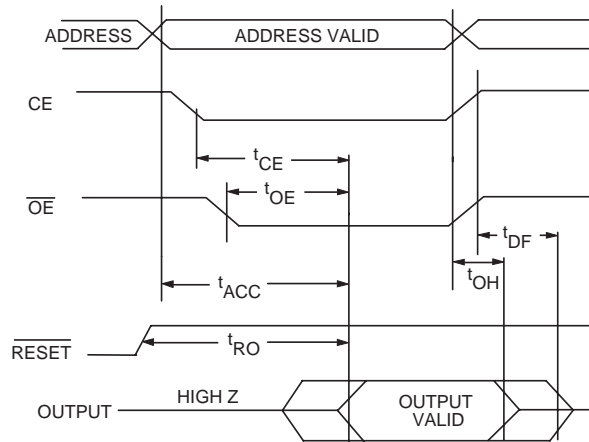 ADDRESS ADDRESS VALID
CE
tCE
tOE
OE
tDF
tOH
tACC
RESET
tRO
HIGH Z
OUTPUT
OUTPUT
VALID